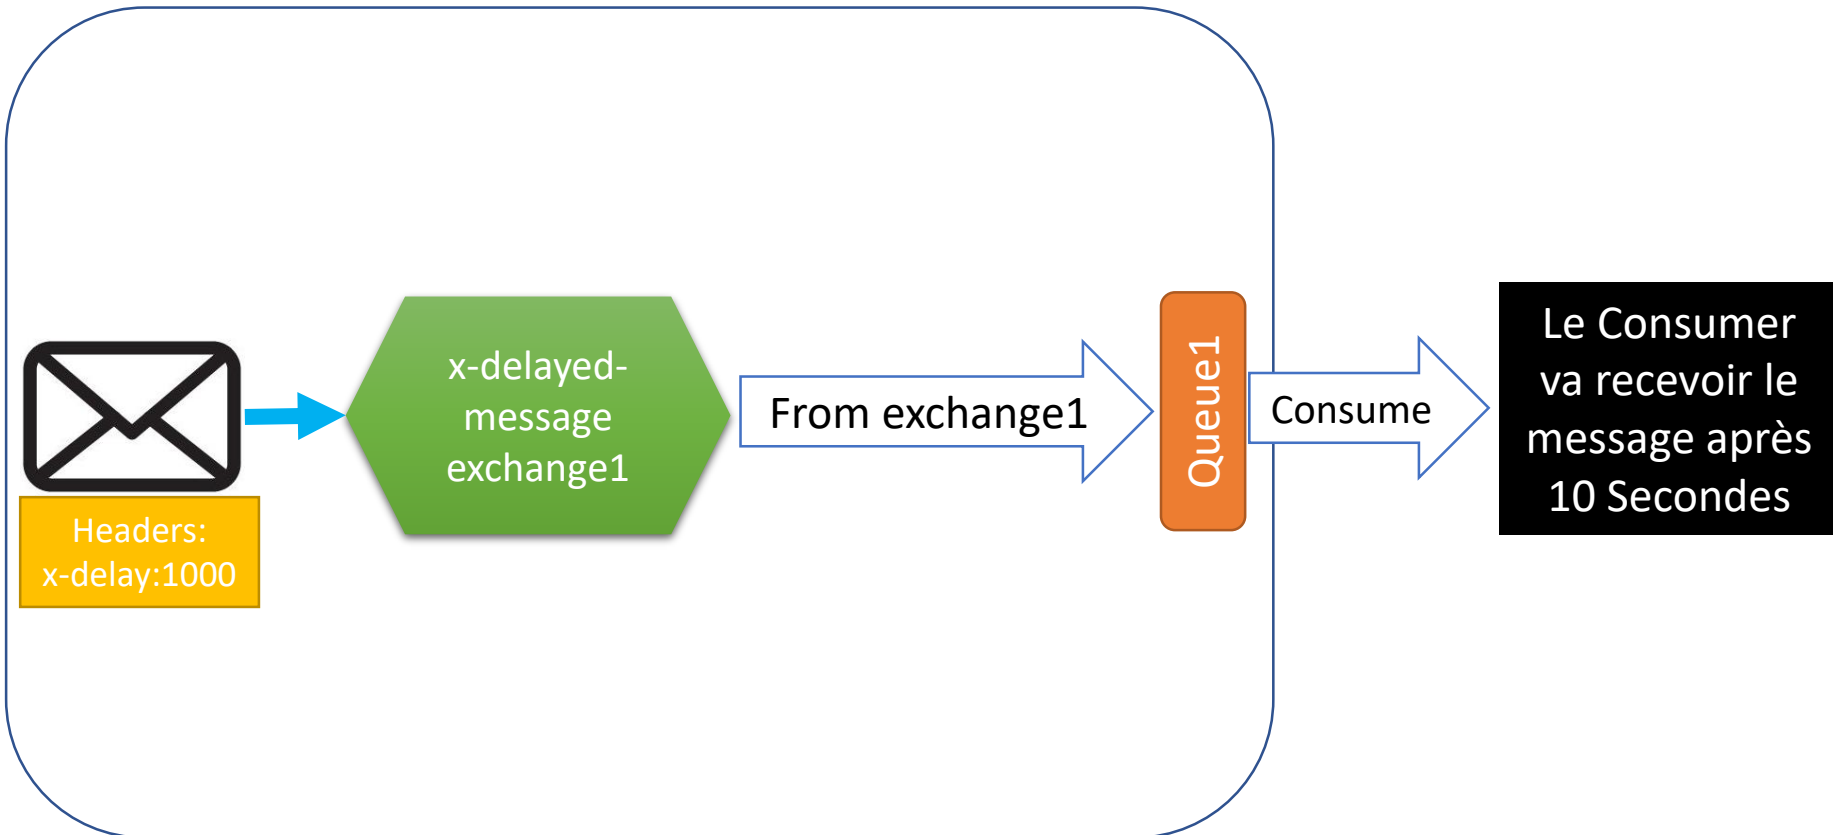 Headers:
x-delay:1000
x-delayed-
message
exchange1
From exchange1
Queue1
Consume
Le Consumer
va recevoir le
message après
10 Secondes